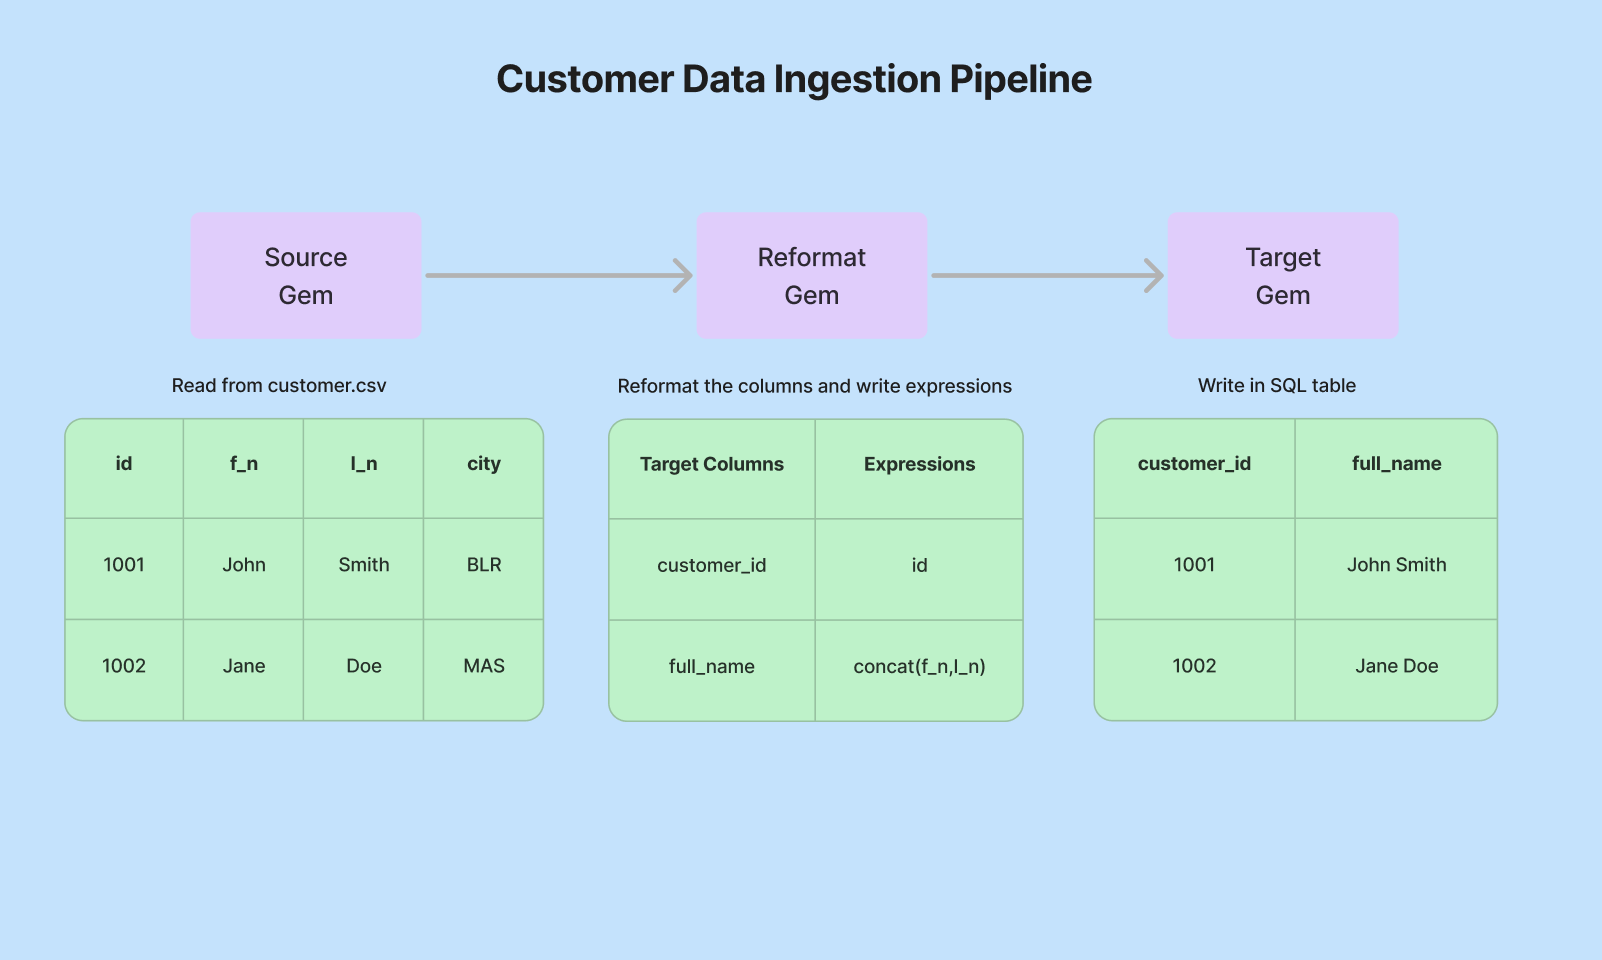 Customer Data Ingestion Pipeline
Source
Gem
Reformat
Gem
Target
Gem
Read from customer.csv
Reformat the columns and write expressions
Write in SQL table
id f_n l_n city
1001 John Smith BLR
1002 Jane Doe MAS
Target Columns Expressions
customer_id id
full_name concat(f_n,l_n)
customer_id full_name
1001 John Smith
1002 Jane Doe